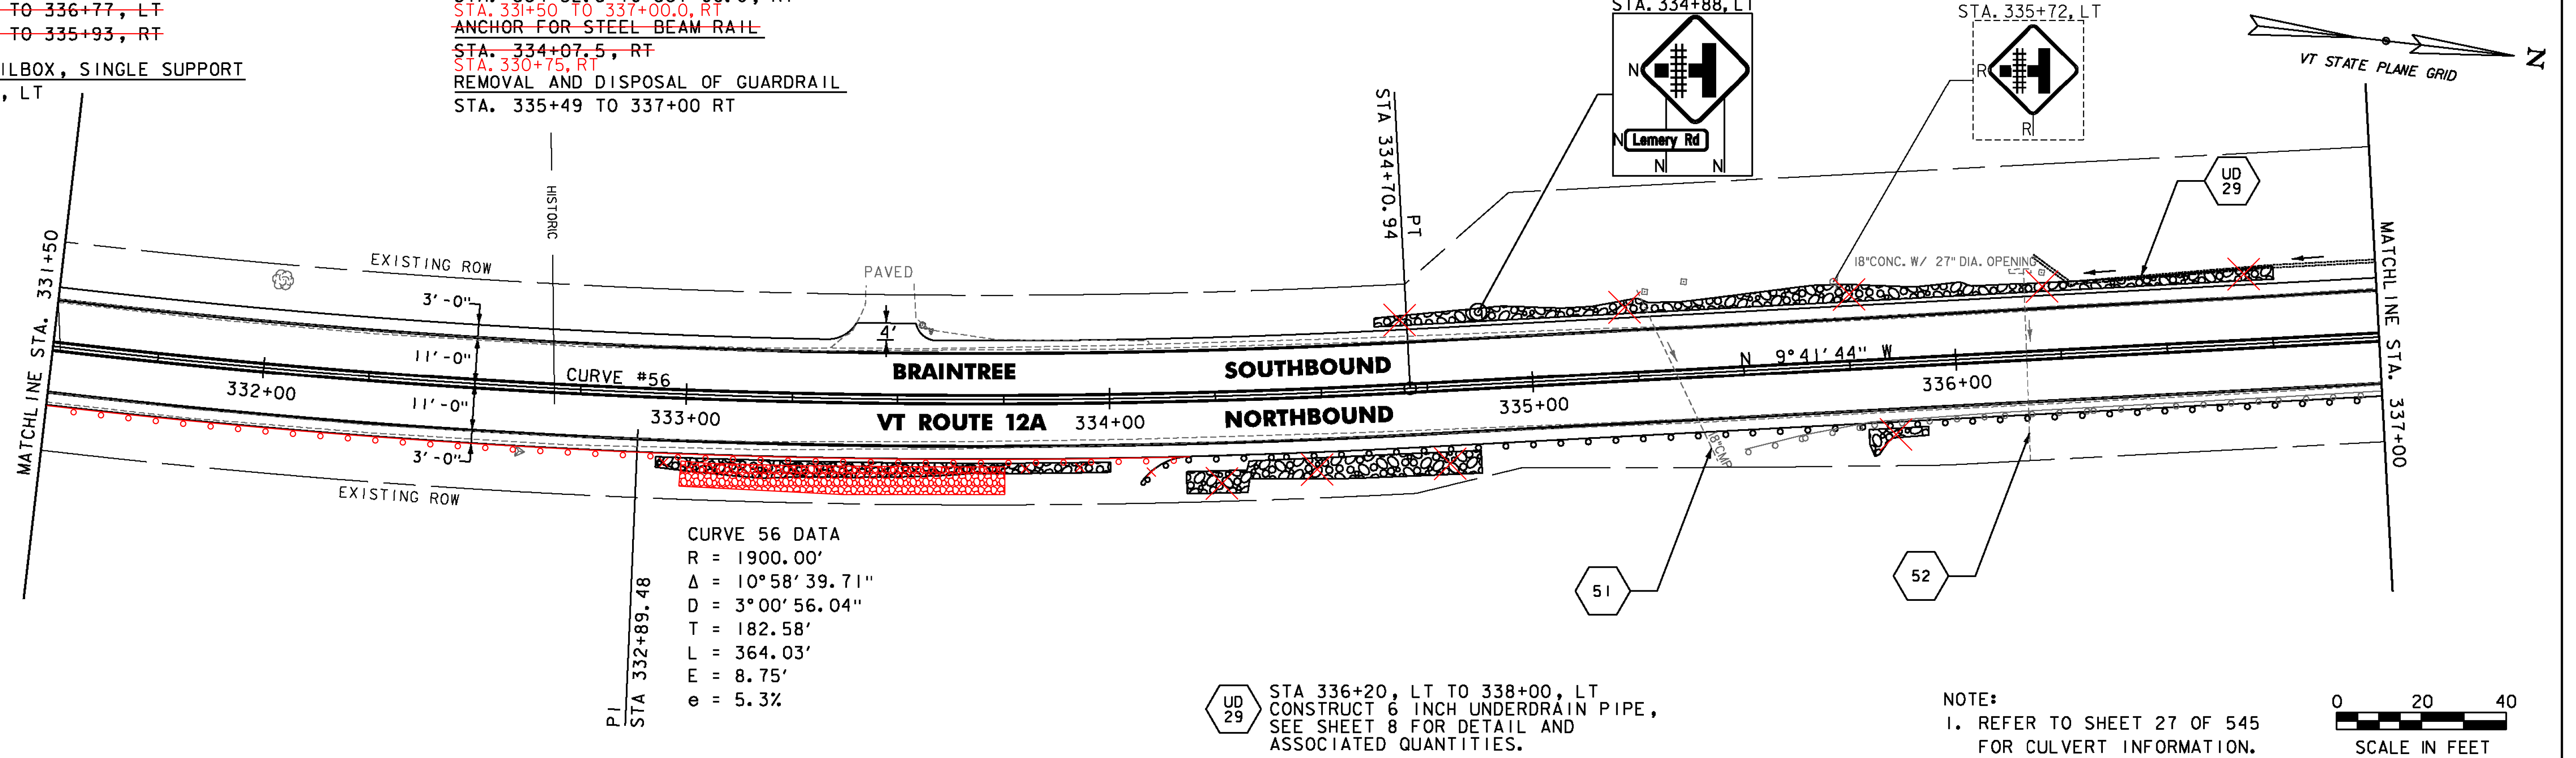 TO 336+77, LT
TO 335+93, RT
ILBOX, SINGLE SUPPORT
, LT
STA. 331+50 TO 337+00.0, RT
ANCHOR FOR STEEL BEAM RAIL
STA. 334+07.5, RT
STA. 330+75, RT
REMOVAL AND DISPOSAL OF GUARDRAIL
STA. 335+49 TO 337+00 RT
STA. 334+88, LT
N
N
Lemery Rd
N
N
STA. 335+72, LT
R
R
VT STATE PLANE GRID
N
MATCHLINE STA. 331+50
HISTORIC
STA 334+70.94
PT
UD
29
MATCHLINE STA. 337+00
EXISTING ROW
PAVED
18"CONC. W/ 27" DIA. OPENING
3'-0"
4'
11'-0"
11'-0"
3'-0"
CURVE #56
BRAINTREE
SOUTHBOUND
N 9°41'44" W
332+00
333+00
VT ROUTE 12A
334+00
NORTHBOUND
335+00
336+00
18"CMP
EXISTING ROW
PI
STA 332+89.48
CURVE 56 DATA
R = 1900.00'
Δ = 10°58'39.71"
D = 3°00'56.04"
T = 182.58'
L = 364.03'
E = 8.75'
e = 5.3%
51
52
UD
29
STA 336+20, LT TO 338+00, LT
CONSTRUCT 6 INCH UNDERDRAIN PIPE,
SEE SHEET 8 FOR DETAIL AND
ASSOCIATED QUANTITIES.
NOTE:
1. REFER TO SHEET 27 OF 545
FOR CULVERT INFORMATION.
0 20 40
SCALE IN FEET